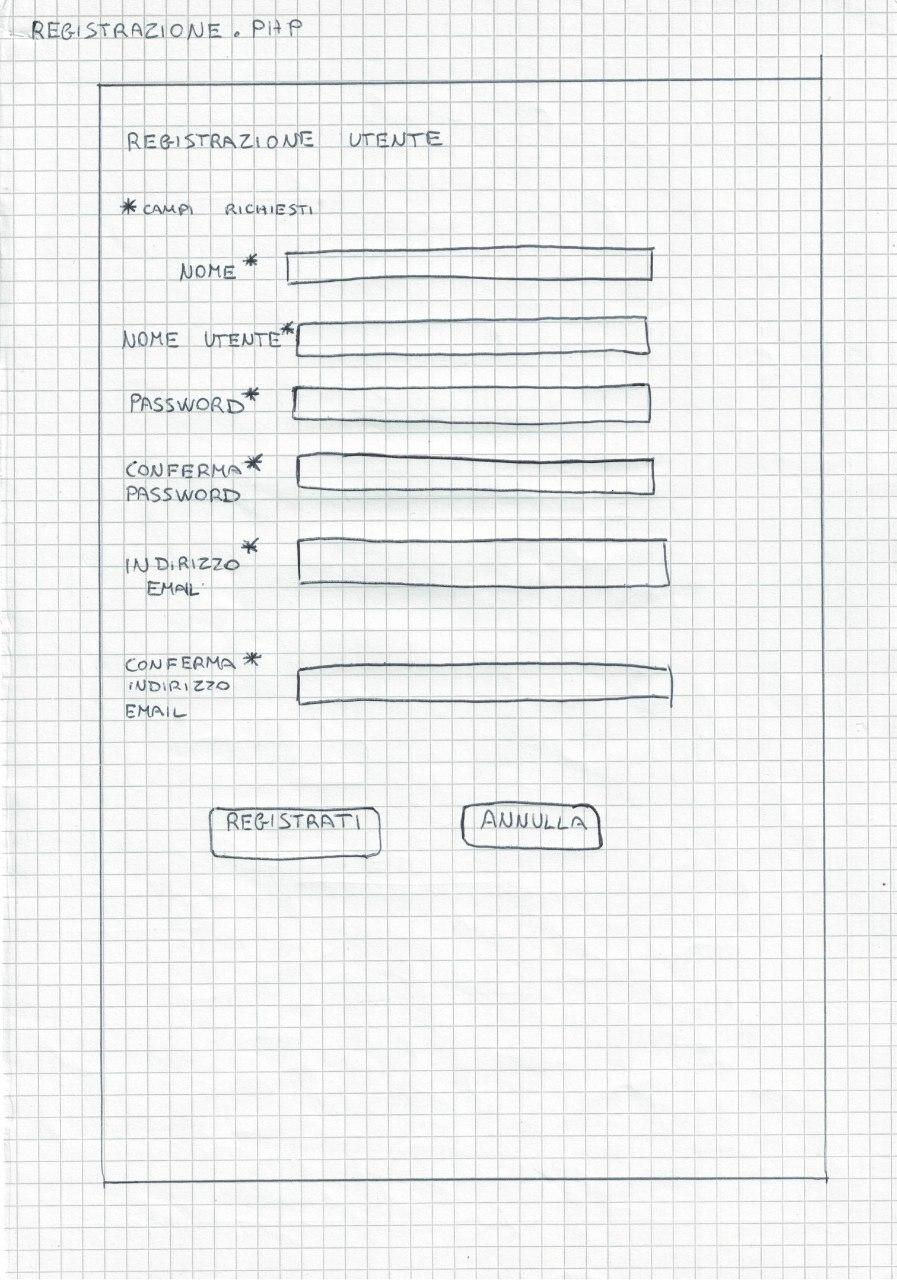 REGISTRAZIONE.PHP
REGISTRAZIONE UTENTE
*CAMPI RICHIESTI
NOME*
NOME UTENTE*
PASSWORD*
CONFERMA*
PASSWORD
INDIRIZZO*
EMAIL
CONFERMA*
INDIRIZZO
EMAIL
REGISTRATI ANNULLA